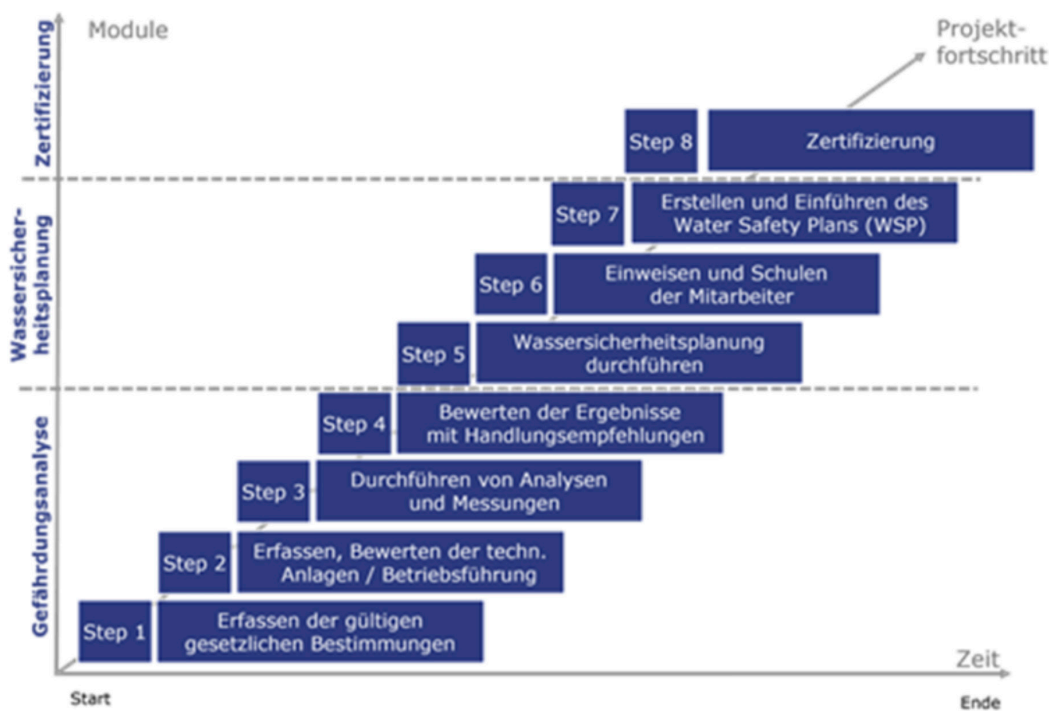 Module
Projekt-
fortschritt
Zertifizierung
Step 8
Zertifizierung
Wassersicher-
heitsplanung
Step 7
Erstellen und Einführen des
Water Safety Plans (WSP)
Step 6
Einweisen und Schulen
der Mitarbeiter
Step 5
Wassersicherheitsplanung
durchführen
Gefährdungsanalyse
Step 4
Bewerten der Ergebnisse
mit Handlungsempfehlungen
Step 3
Durchführen von Analysen
und Messungen
Step 2
Erfassen, Bewerten der techn.
Anlagen / Betriebsführung
Step 1
Erfassen der gültigen
gesetzlichen Bestimmungen
Zeit
Start
Ende